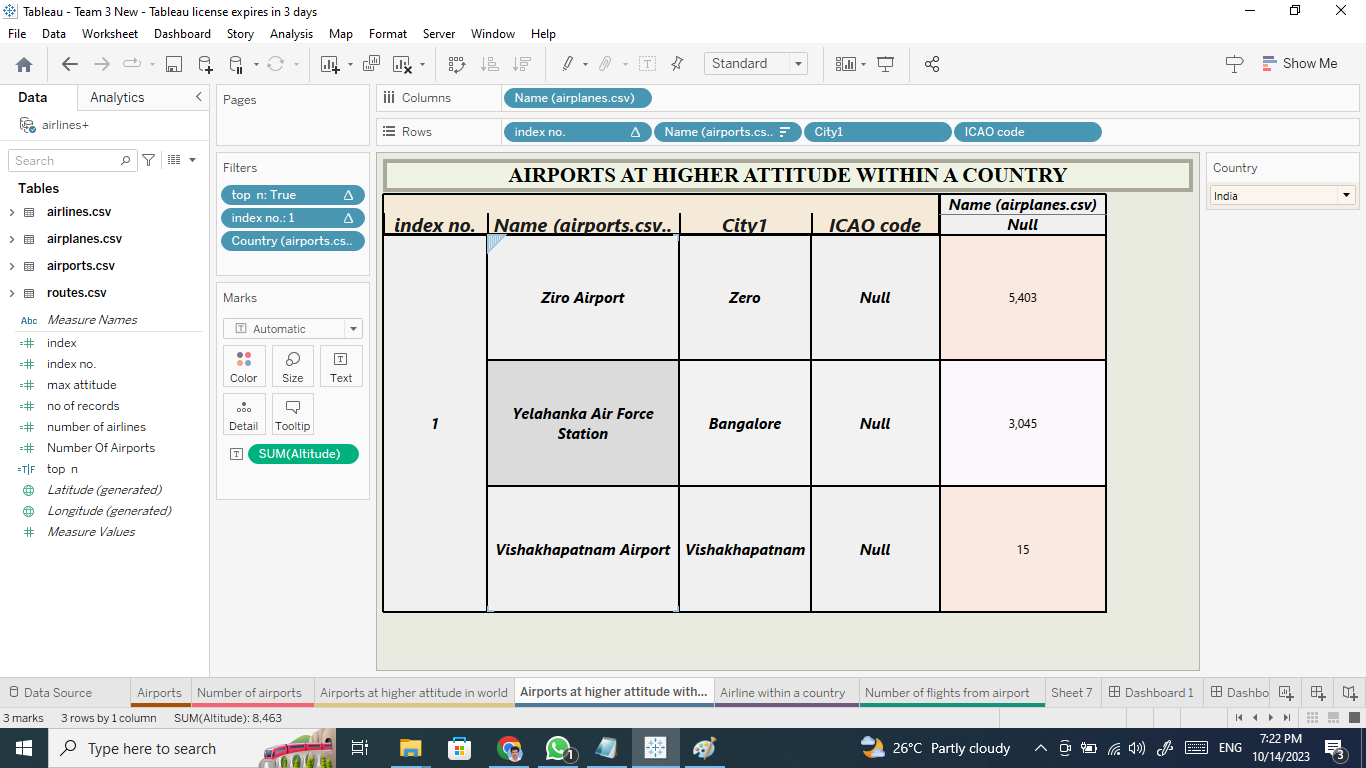 Tableau - Team 3 New - Tableau license expires in 3 days
File Data Worksheet Dashboard Story Analysis Map Format Server Window Help
Standard
Show Me
Data Analytics
airlines+
Search
Tables
airlines.csv
airplanes.csv
airports.csv
routes.csv
Abc Measure Names
index
index no.
max attitude
no of records
number of airlines
Number Of Airports
T|F top n
Latitude (generated)
Longitude (generated)
Measure Values
Pages
Filters
top n: True
index no.: 1
Country (airports.cs..
Marks
Automatic
Color Size Text
Detail Tooltip
SUM(Altitude)
Columns Name (airplanes.csv)
Rows index no. Name (airports.cs.. City1 ICAO code
AIRPORTS AT HIGHER ATTITUDE WITHIN A COUNTRY
Name (airplanes.csv)
index no. Name (airports.csv.. City1 ICAO code Null
Ziro Airport Zero Null 5,403
1 Yelahanka Air Force
Station Bangalore Null 3,045
Vishakhapatnam Airport Vishakhapatnam Null 15
Country
India
Data Source Airports Number of airports Airports at higher attitude in world Airports at higher attitude with... Airline within a country Number of flights from airport Sheet 7 Dashboard 1 Dashbo
3 marks 3 rows by 1 column SUM(Altitude): 8,463
Type here to search 1 26°C Partly cloudy ENG 7:22 PM
10/14/2023 3